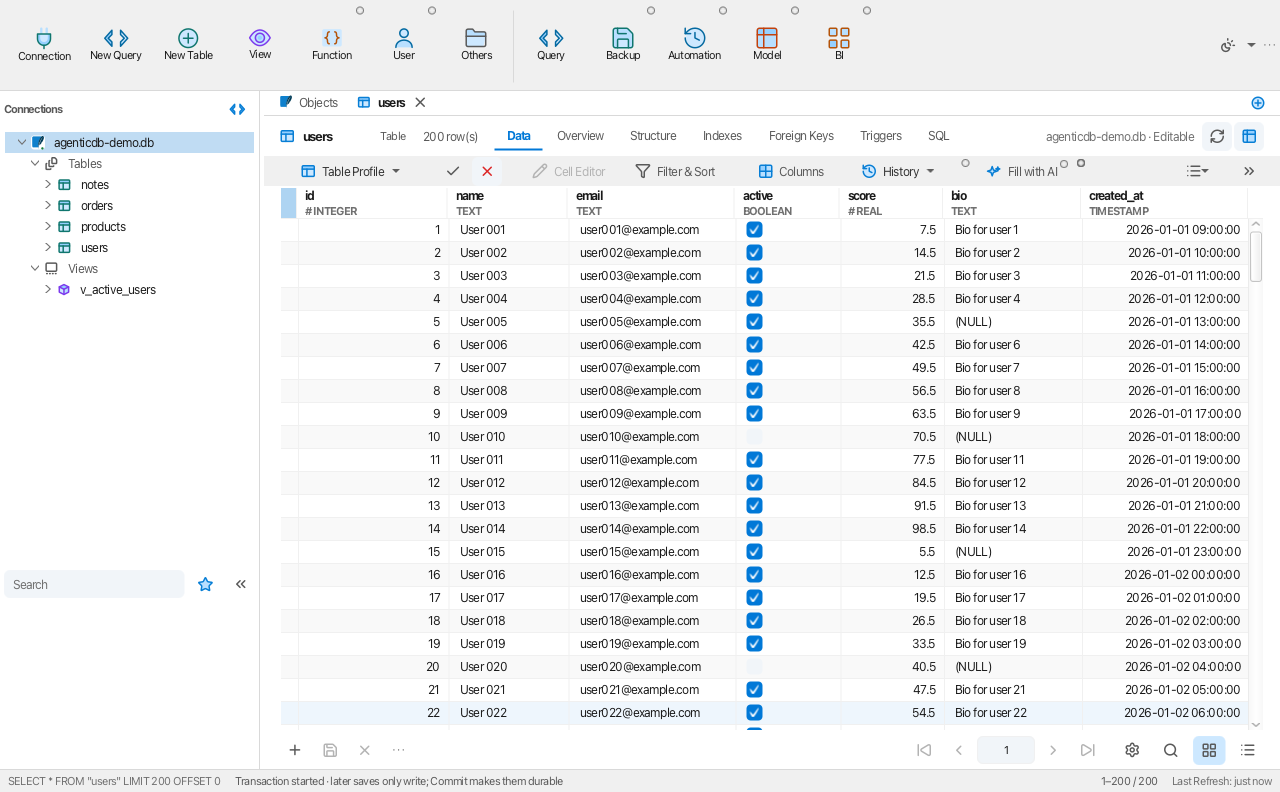 Connection New Query New Table View Function User Others Query Backup Automation Model BI
Connections
agenticdb-demo.db
Tables
notes
orders
products
users
Views
v_active_users
Search
Objects users
users Table 200 row(s) Data Overview Structure Indexes Foreign Keys Triggers SQL agenticdb-demo.db · Editable
Table Profile Cell Editor Filter & Sort Columns History Fill with AI
id name email active score bio created_at
# INTEGER TEXT TEXT BOOLEAN # REAL TEXT TIMESTAMP
1 User 001 user001@example.com 7.5 Bio for user 1 2026-01-01 09:00:00
2 User 002 user002@example.com 14.5 Bio for user 2 2026-01-01 10:00:00
3 User 003 user003@example.com 21.5 Bio for user 3 2026-01-01 11:00:00
4 User 004 user004@example.com 28.5 Bio for user 4 2026-01-01 12:00:00
5 User 005 user005@example.com 35.5 (NULL) 2026-01-01 13:00:00
6 User 006 user006@example.com 42.5 Bio for user 6 2026-01-01 14:00:00
7 User 007 user007@example.com 49.5 Bio for user 7 2026-01-01 15:00:00
8 User 008 user008@example.com 56.5 Bio for user 8 2026-01-01 16:00:00
9 User 009 user009@example.com 63.5 Bio for user 9 2026-01-01 17:00:00
10 User 010 user010@example.com 70.5 (NULL) 2026-01-01 18:00:00
11 User 011 user011@example.com 77.5 Bio for user 11 2026-01-01 19:00:00
12 User 012 user012@example.com 84.5 Bio for user 12 2026-01-01 20:00:00
13 User 013 user013@example.com 91.5 Bio for user 13 2026-01-01 21:00:00
14 User 014 user014@example.com 98.5 Bio for user 14 2026-01-01 22:00:00
15 User 015 user015@example.com 5.5 (NULL) 2026-01-01 23:00:00
16 User 016 user016@example.com 12.5 Bio for user 16 2026-01-02 00:00:00
17 User 017 user017@example.com 19.5 Bio for user 17 2026-01-02 01:00:00
18 User 018 user018@example.com 26.5 Bio for user 18 2026-01-02 02:00:00
19 User 019 user019@example.com 33.5 Bio for user 19 2026-01-02 03:00:00
20 User 020 user020@example.com 40.5 (NULL) 2026-01-02 04:00:00
21 User 021 user021@example.com 47.5 Bio for user 21 2026-01-02 05:00:00
22 User 022 user022@example.com 54.5 Bio for user 22 2026-01-02 06:00:00
1
SELECT * FROM "users" LIMIT 200 OFFSET 0 Transaction started · later saves only write; Commit makes them durable 1–200 / 200 Last Refresh: just now